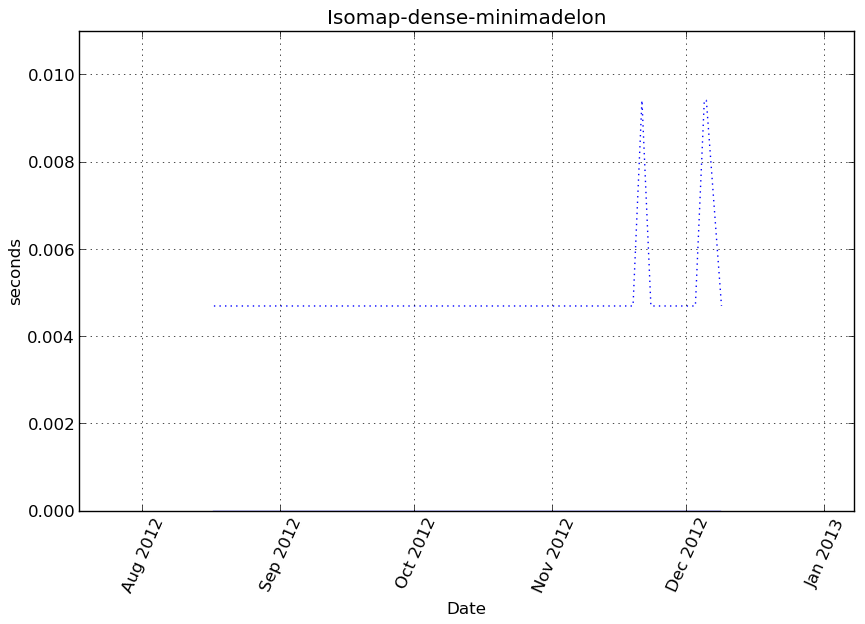 Isomap-dense-minimadelon
0.010
0.008
0.006
0.004
0.002
0.000
seconds
Aug 2012
Sep 2012
Oct 2012
Nov 2012
Dec 2012
Jan 2013
Date